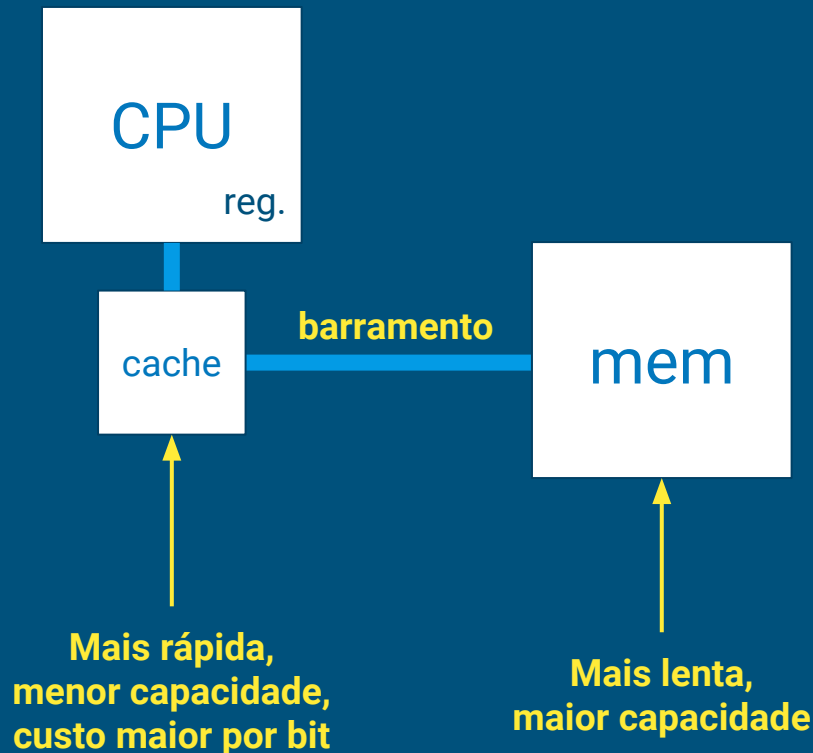 CPU
reg.
cache
barramento
mem
Mais rápida,
menor capacidade,
custo maior por bit
Mais lenta,
maior capacidade